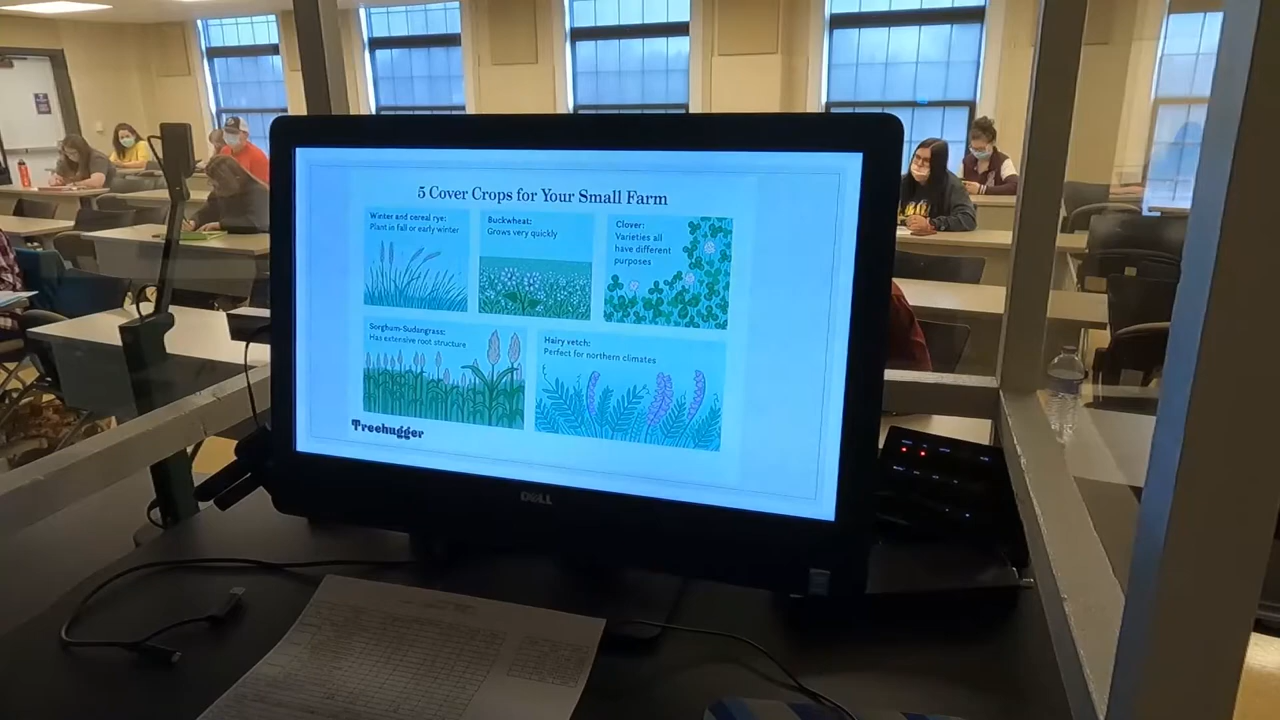 5 Cover Crops for Your Small Farm
Winter and cereal rye:
Plant in fall or early winter
Buckwheat:
Grows very quickly
Clover:
Varieties all
have different
purposes
Sorghum-Sudangrass:
Has extensive root structure
Hairy vetch:
Perfect for northern climates
Treehugger
DELL